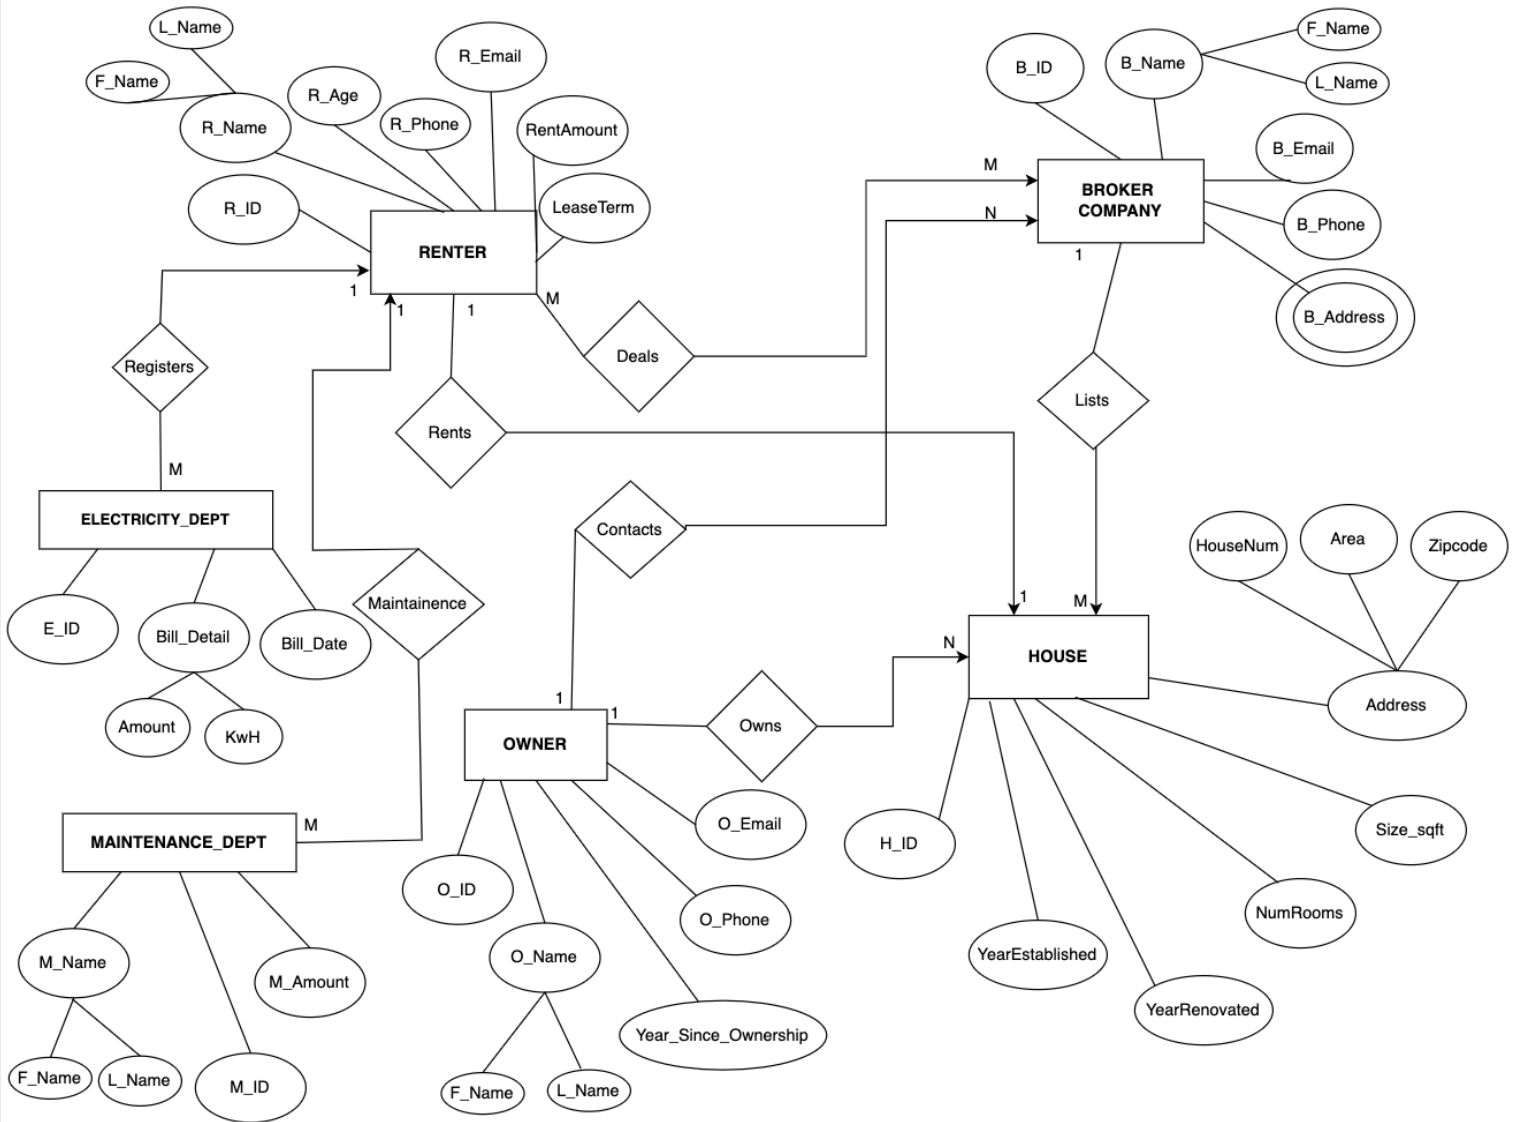 L_Name
F_Name
R_Name
R_Age
R_Phone
R_Email
RentAmount
LeaseTerm
R_ID
RENTER
B_ID
B_Name
F_Name
L_Name
B_Email
B_Phone
B_Address
BROKER
COMPANY
M
N
1
1
1
1
M
Registers
Deals
Lists
Rents
M
ELECTRICITY_DEPT
Contacts
E_ID
Bill_Detail
Bill_Date
Amount
KwH
Maintainence
HouseNum
Area
Zipcode
Address
1
M
N
HOUSE
1
1
OWNER
Owns
O_Email
O_Phone
O_ID
O_Name
F_Name
L_Name
Year_Since_Ownership
H_ID
YearEstablished
YearRenovated
NumRooms
Size_sqft
M
MAINTENANCE_DEPT
M_Name
M_Amount
F_Name
L_Name
M_ID